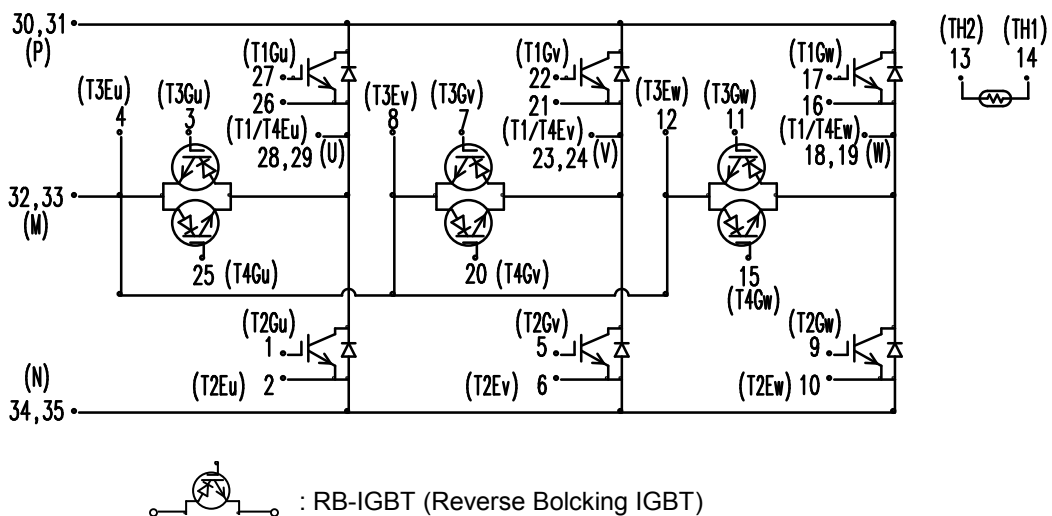 30,31
(P)
(T1Gu)
27
26
(T1Gv)
22
21
(T1Gw)
17
16
(TH2) (TH1)
13 14
(T3Eu)
4
(T3Gu)
3
(T3Ev)
8
(T3Gv)
7
(T3Ew)
12
(T3Gw)
11
(T1/T4Eu)
28,29 (U)
(T1/T4Ev)
23,24 (V)
(T1/T4Ew)
18,19 (W)
32,33
(M)
25 (T4Gu)
20 (T4Gv)
15
(T4Gw)
(T2Gu)
1
(T2Eu) 2
(T2Gv)
5
(T2Ev) 6
(T2Gw)
9
(T2Ew) 10
(N)
34,35
: RB-IGBT (Reverse Bolcking IGBT)